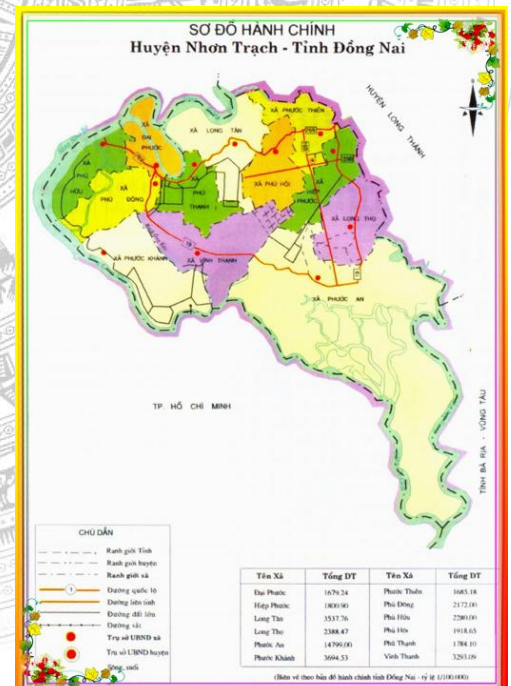 SƠ ĐỒ HÀNH CHÍNH
Huyện Nhơn Trạch - Tỉnh Đồng Nai
HUYỆN LONG THÀNH
XÃ PHƯỚC THIỀN
XÃ LONG TÂN
XÃ
ĐẠI
PHƯỚC
XÃ
PHÚ
HỮU
XÃ PHÚ HỘI
XÃ
HIỆP
PHƯỚC
PHÚ
THẠNH
XÃ
PHÚ
ĐÔNG
XÃ LONG THỌ
19
XÃ PHƯỚC KHÁNH
XÃ VĨNH THANH
XÃ PHƯỚC AN
TP. HỒ CHÍ MINH
TỈNH BÀ RỊA - VŨNG TÀU
CHÚ DẪN
Ranh giới Tỉnh
Ranh giới huyện
Ranh giới xã
1 Đường quốc lộ
Đường liên tỉnh
Đường đất lớn
Đường sắt
Trụ sở UBND xã
Trụ sở UBND huyện
Sông, suối
Tên Xã Tổng DT Tên Xã Tổng DT
Đại Phước 1679.24 Phước Thiền 1685.18
Hiệp Phước 1800.90 Phú Đông 2172.00
Long Tân 3537.76 Phú Hữu 2280.00
Long Thọ 2388.47 Phú Hội 1918.65
Phước An 14799.00 Phú Thạnh 1784.10
Phước Khánh 3694.53 Vĩnh Thanh 3293.09
(Biên vẽ theo bản đồ hành chính tỉnh Đồng Nai - tỷ lệ 1/100.000)